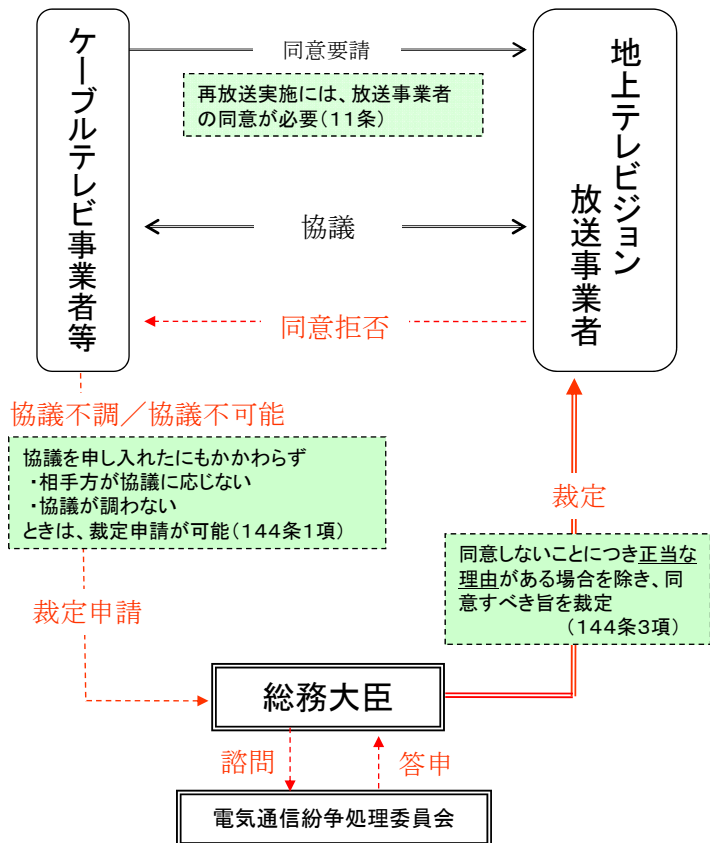 ケーブルテレビ事業者等
同意要請
地上テレビジョン
放送事業者
再放送実施には、放送事業者
の同意が必要(11条)
協議
同意拒否
協議不調/協議不可能
協議を申し入れたにもかかわらず
・相手方が協議に応じない
・協議が調わない
ときは、裁定申請が可能(144条1項)
裁定
同意しないことにつき正当な
理由がある場合を除き、同
意すべき旨を裁定
(144条3項)
裁定申請
総務大臣
諮問
答申
電気通信紛争処理委員会